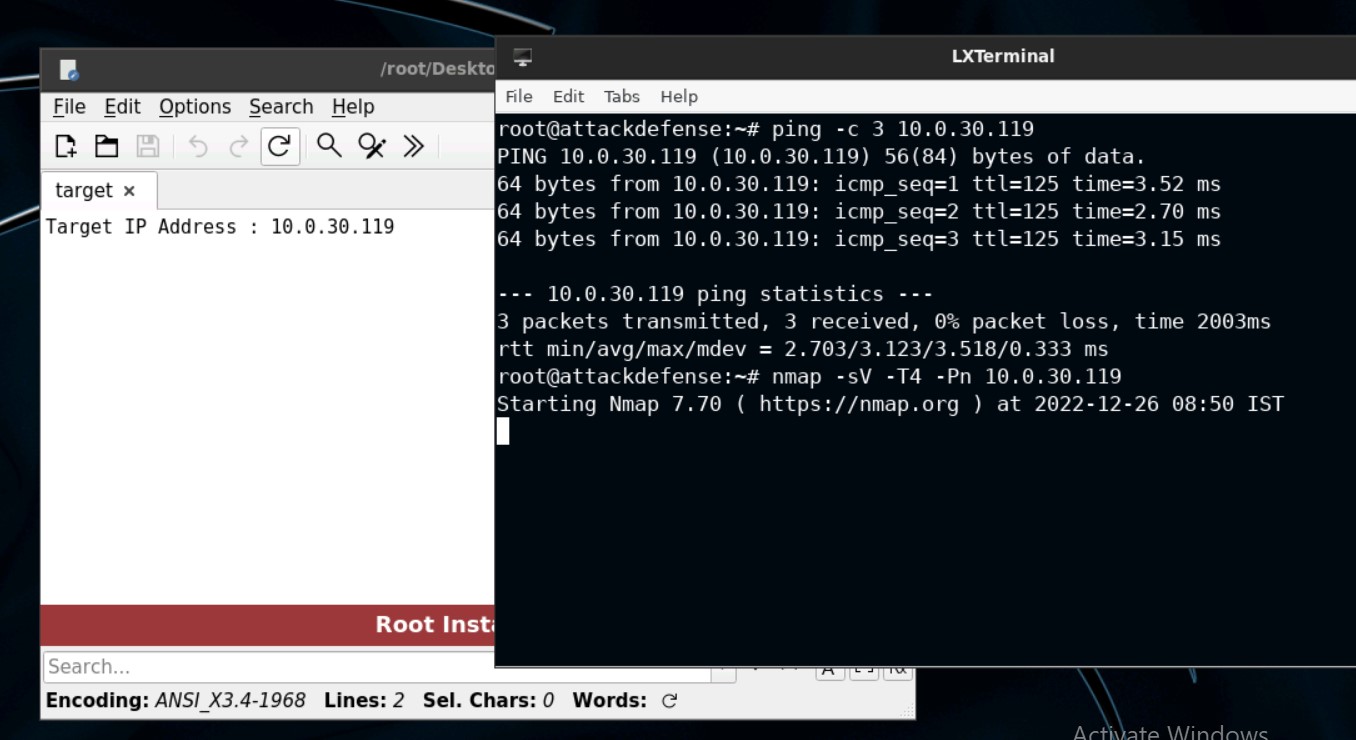 /root/Deskto
File Edit Options Search Help
target
Target IP Address : 10.0.30.119
Root Inst
Search...
Encoding: ANSI_X3.4-1968 Lines: 2 Sel. Chars: 0 Words:
LXTerminal
File Edit Tabs Help
root@attackdefense:~# ping -c 3 10.0.30.119
PING 10.0.30.119 (10.0.30.119) 56(84) bytes of data.
64 bytes from 10.0.30.119: icmp_seq=1 ttl=125 time=3.52 ms
64 bytes from 10.0.30.119: icmp_seq=2 ttl=125 time=2.70 ms
64 bytes from 10.0.30.119: icmp_seq=3 ttl=125 time=3.15 ms
--- 10.0.30.119 ping statistics ---
3 packets transmitted, 3 received, 0% packet loss, time 2003ms
rtt min/avg/max/mdev = 2.703/3.123/3.518/0.333 ms
root@attackdefense:~# nmap -sV -T4 -Pn 10.0.30.119
Starting Nmap 7.70 ( https://nmap.org ) at 2022-12-26 08:50 IST
Activate Windows